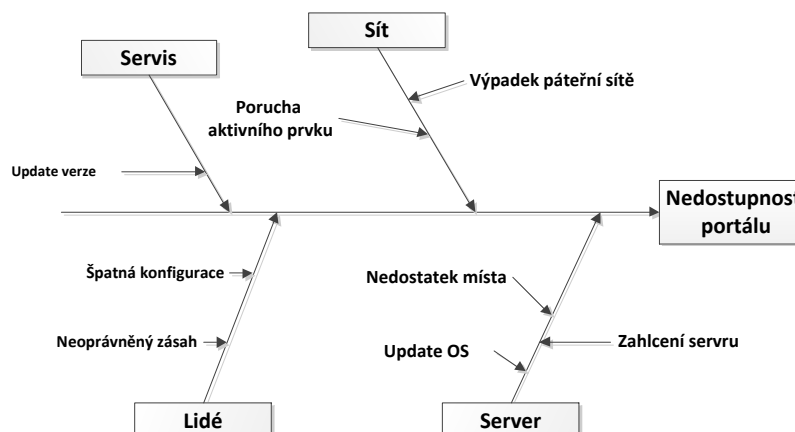 Sít
Servis
Výpadek páteřní sítě
Porucha
aktivního prvku
Update verze
Nedostupnost
portálu
Špatná konfigurace
Nedostatek místa
Neoprávněný zásah
Zahlcení servru
Update OS
Lidé
Server